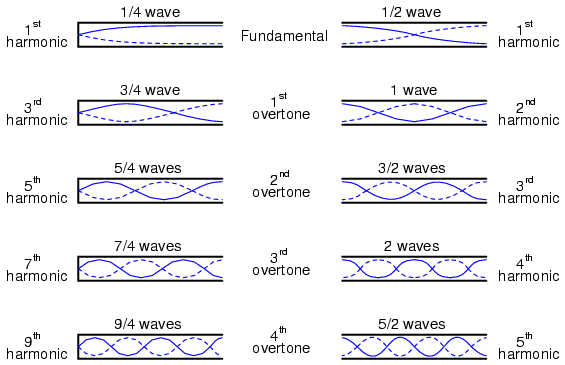 1/4 wave
1/2 wave
1st
harmonic
Fundamental
1st
harmonic
3/4 wave
1 wave
3rd
harmonic
1st
overtone
2nd
harmonic
5/4 waves
3/2 waves
5th
harmonic
2nd
overtone
3rd
harmonic
7/4 waves
2 waves
7th
harmonic
3rd
overtone
4th
harmonic
9/4 waves
5/2 waves
9th
harmonic
4th
overtone
5th
harmonic